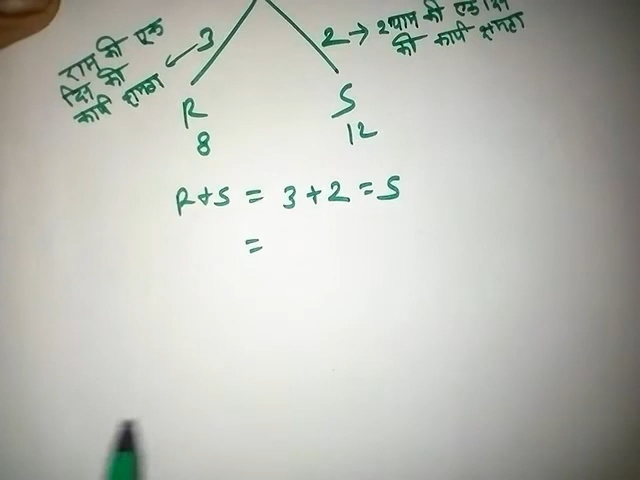 रामू की एक
दिन की
कार्य क्षमता
← 3
2 → श्याम की एक दिन
की कार्य क्षमता
R
8
S
12
R+S = 3+2 = 5
=